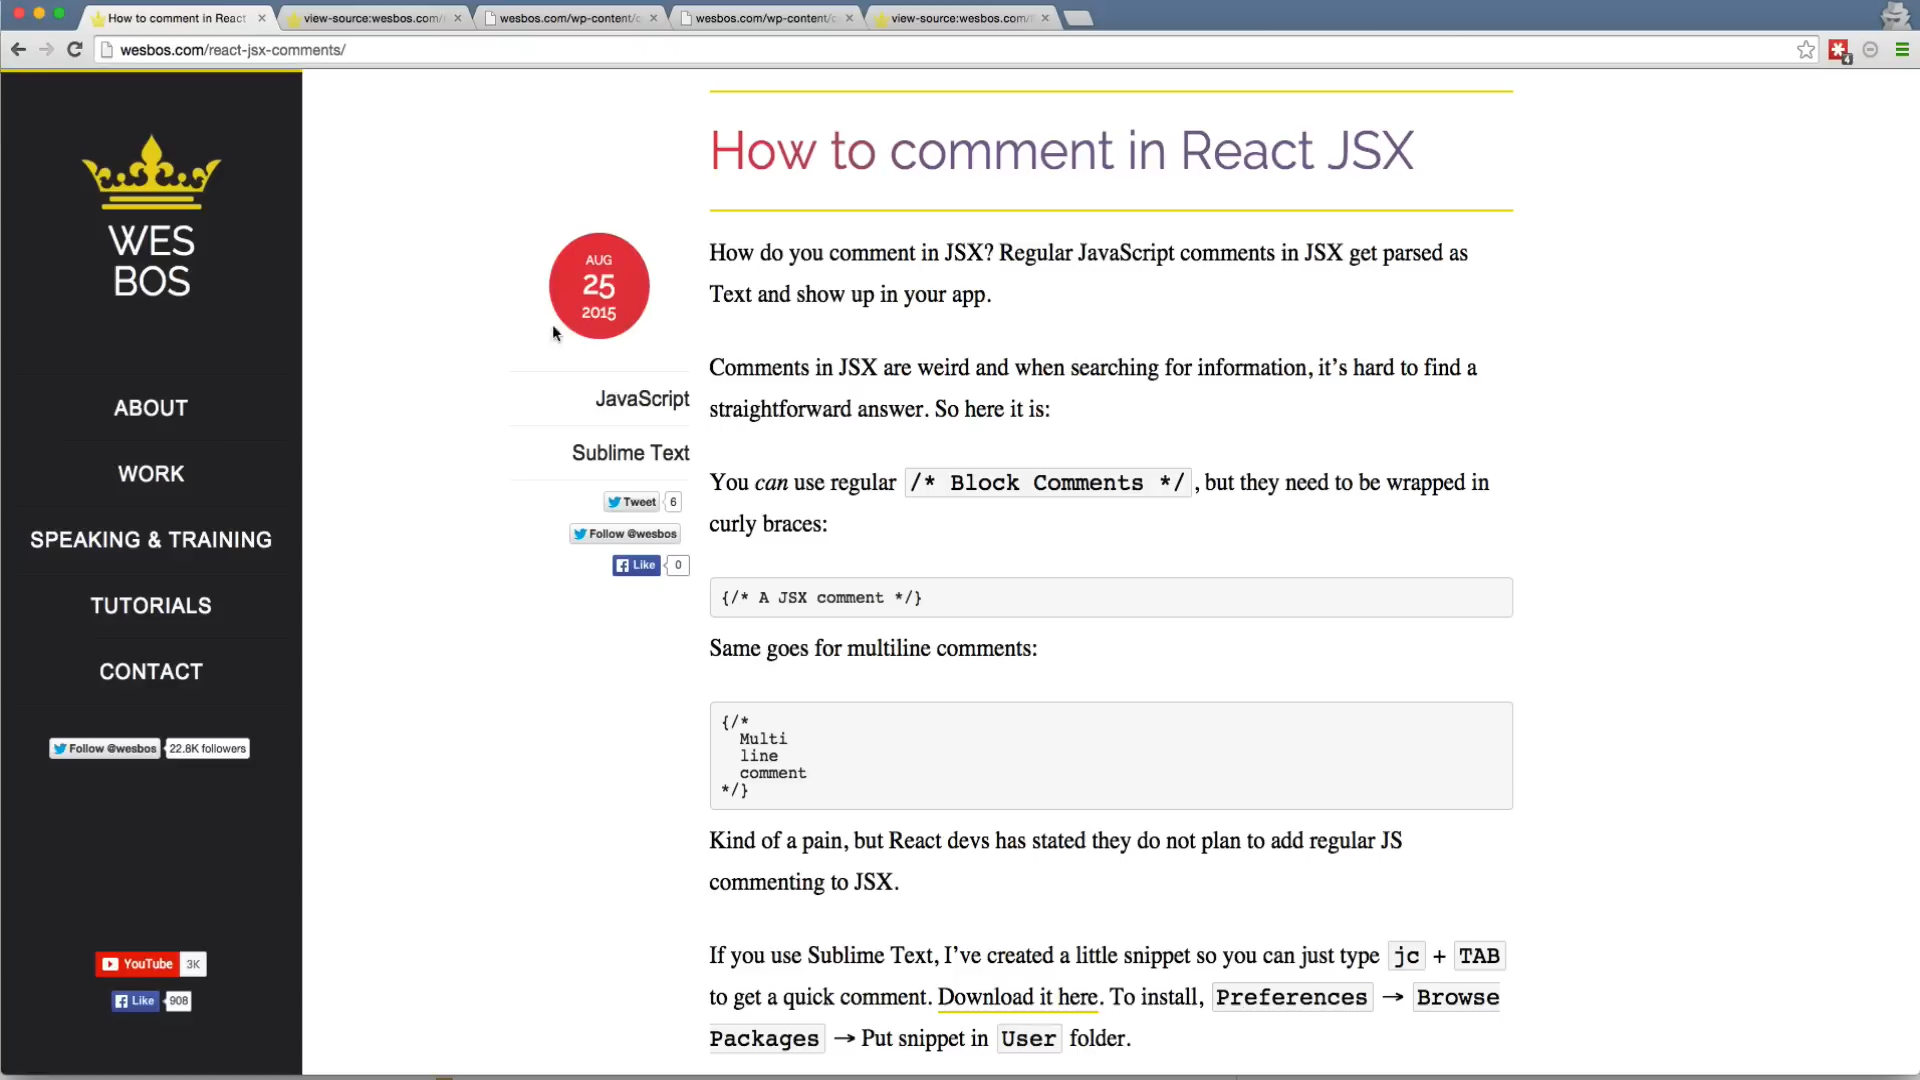 How to comment in React
view-source:wesbos.com/
wesbos.com/wp-content/
wesbos.com/wp-content/
view-source:wesbos.com/
wesbos.com/react-jsx-comments/
4
WES
BOS
ABOUT
WORK
SPEAKING & TRAINING
TUTORIALS
CONTACT
Follow @wesbos
22.8K followers
YouTube
3K
Like
908
How to comment in React JSX
AUG
25
2015
JavaScript
Sublime Text
Tweet
6
Follow @wesbos
Like
0
How do you comment in JSX? Regular JavaScript comments in JSX get parsed as
Text and show up in your app.
Comments in JSX are weird and when searching for information, it’s hard to find a
straightforward answer. So here it is:
You can use regular /* Block Comments */ , but they need to be wrapped in
curly braces:
{/* A JSX comment */}
Same goes for multiline comments:
{/*
Multi
line
comment
*/}
Kind of a pain, but React devs has stated they do not plan to add regular JS
commenting to JSX.
If you use Sublime Text, I’ve created a little snippet so you can just type jc + TAB
to get a quick comment. Download it here. To install, Preferences → Browse
Packages → Put snippet in User folder.